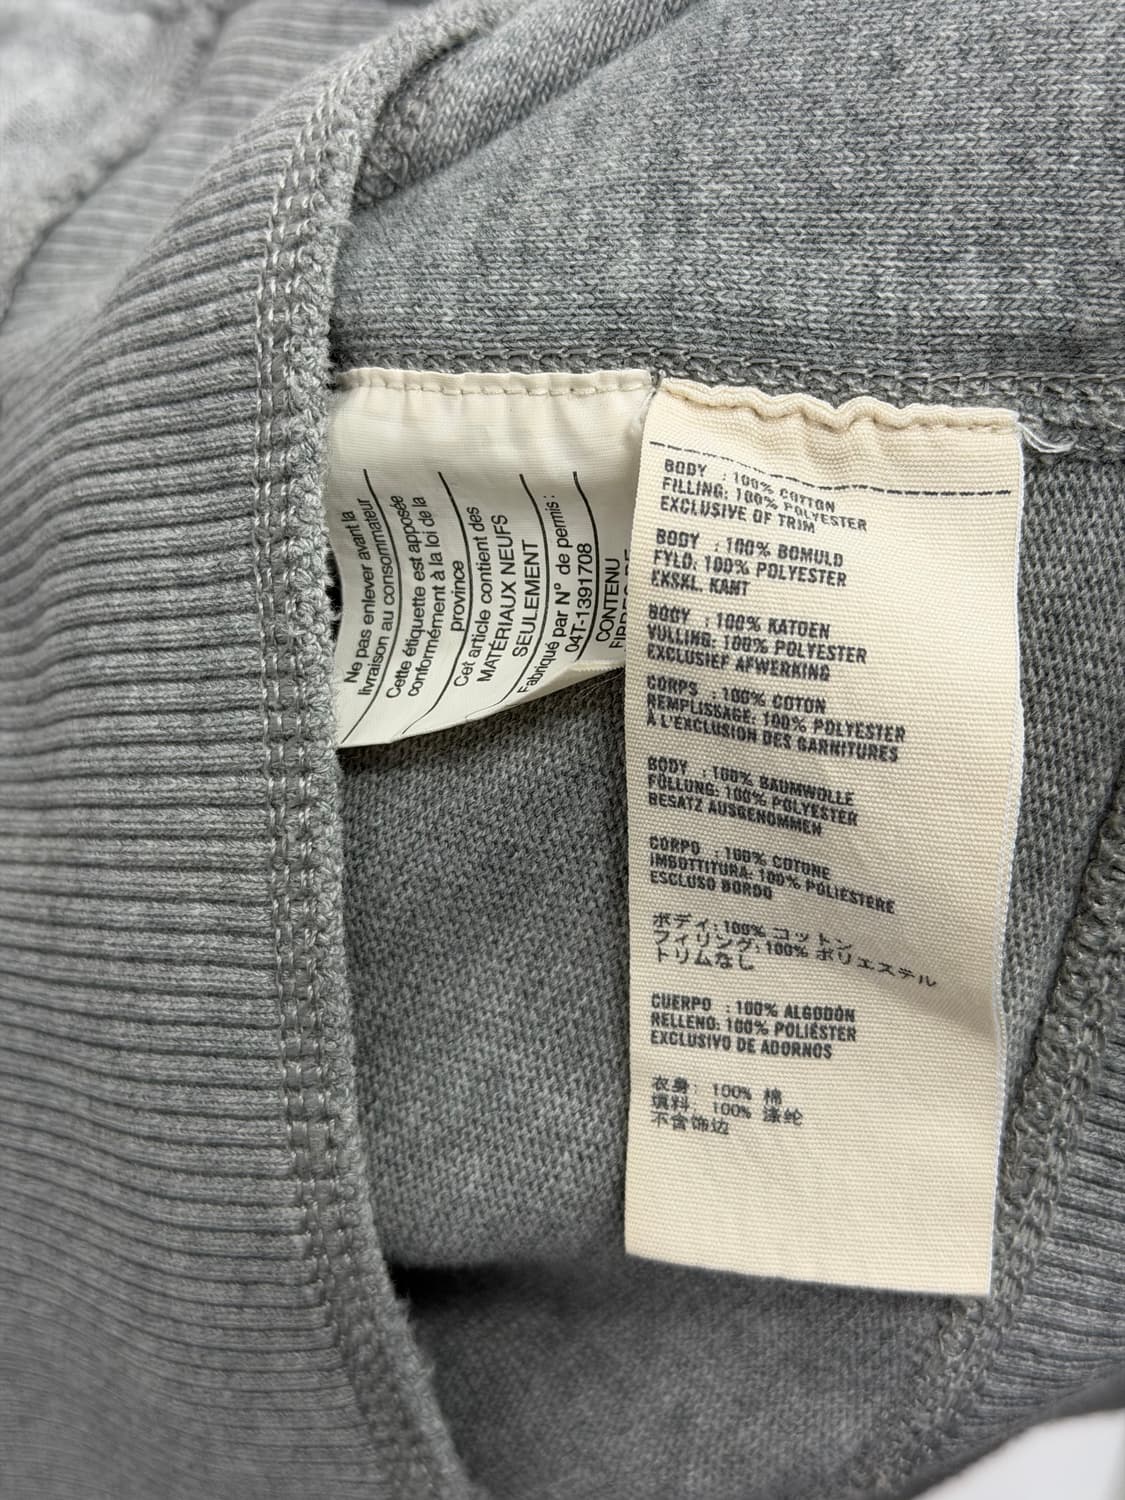 Ne pas enlever avant la
livraison au consommateur
Cette étiquette est apposée
conformément à la loi de la
province
Cet article contient des
MATÉRIAUX NEUFS
SEULEMENT
Fabriqué par N° de permis:
04T-1391708
CONTENU
BODY : 100% COTTON
FILLING: 100% POLYESTER
EXCLUSIVE OF TRIM
BODY : 100% BOMULD
FYLD: 100% POLYESTER
EKSKL. KANT
BODY : 100% KATOEN
VULLING: 100% POLYESTER
EXCLUSIEF AFWERKING
CORPS : 100% COTON
REMPLISSAGE: 100% POLYESTER
À L'EXCLUSION DES GARNITURES
BODY : 100% BAUMWOLLE
FÜLLUNG: 100% POLYESTER
BESATZ AUSGENOMMEN
CORPO : 100% COTONE
IMBOTTITURA: 100% POLIESTERE
ESCLUSO BORDO
ボディ: 100% コットン
フィリング: 100% ポリエステル
トリムなし
CUERPO : 100% ALGODÓN
RELLENO: 100% POLIÉSTER
EXCLUSIVO DE ADORNOS
衣身: 100% 棉
填料: 100% 涤纶
不含饰边